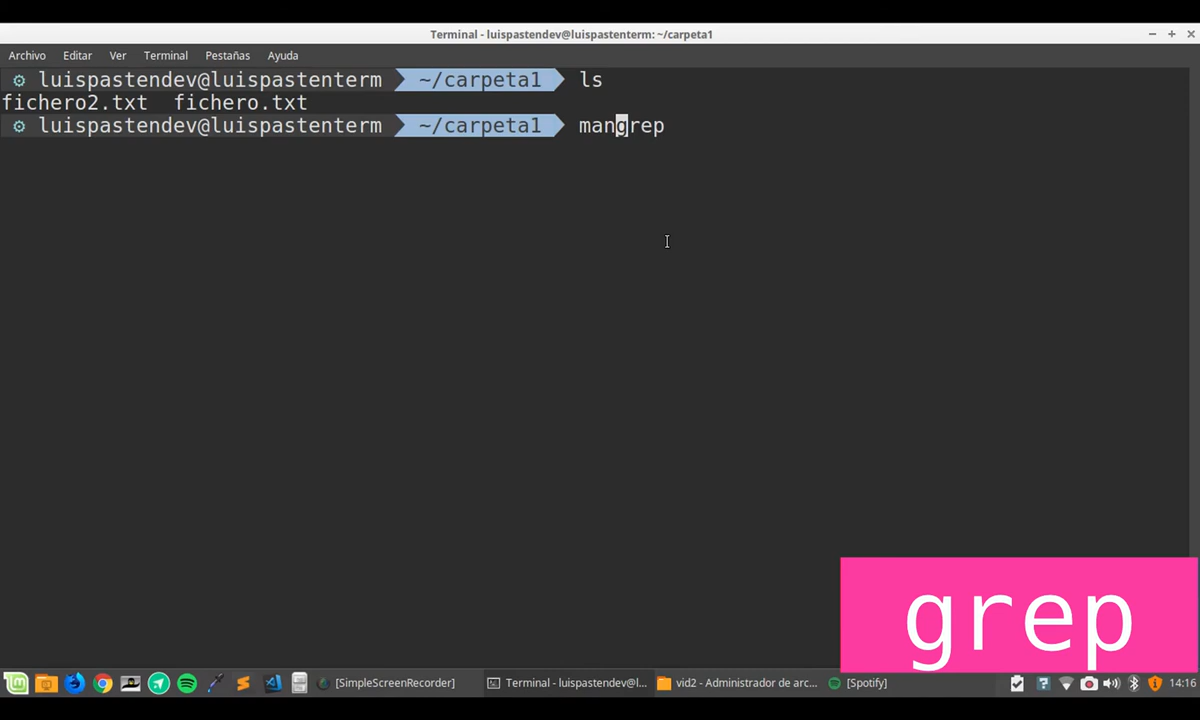 Terminal - luispastendev@luispastenterm: ~/carpeta1
Archivo Editar Ver Terminal Pestañas Ayuda
luispastendev@luispastenterm ~/carpeta1 ls
fichero2.txt fichero.txt
luispastendev@luispastenterm ~/carpeta1 mangrep
grep
[SimpleScreenRecorder] Terminal - luispastendev@l... vid2 - Administrador de arc... [Spotify] 14:16